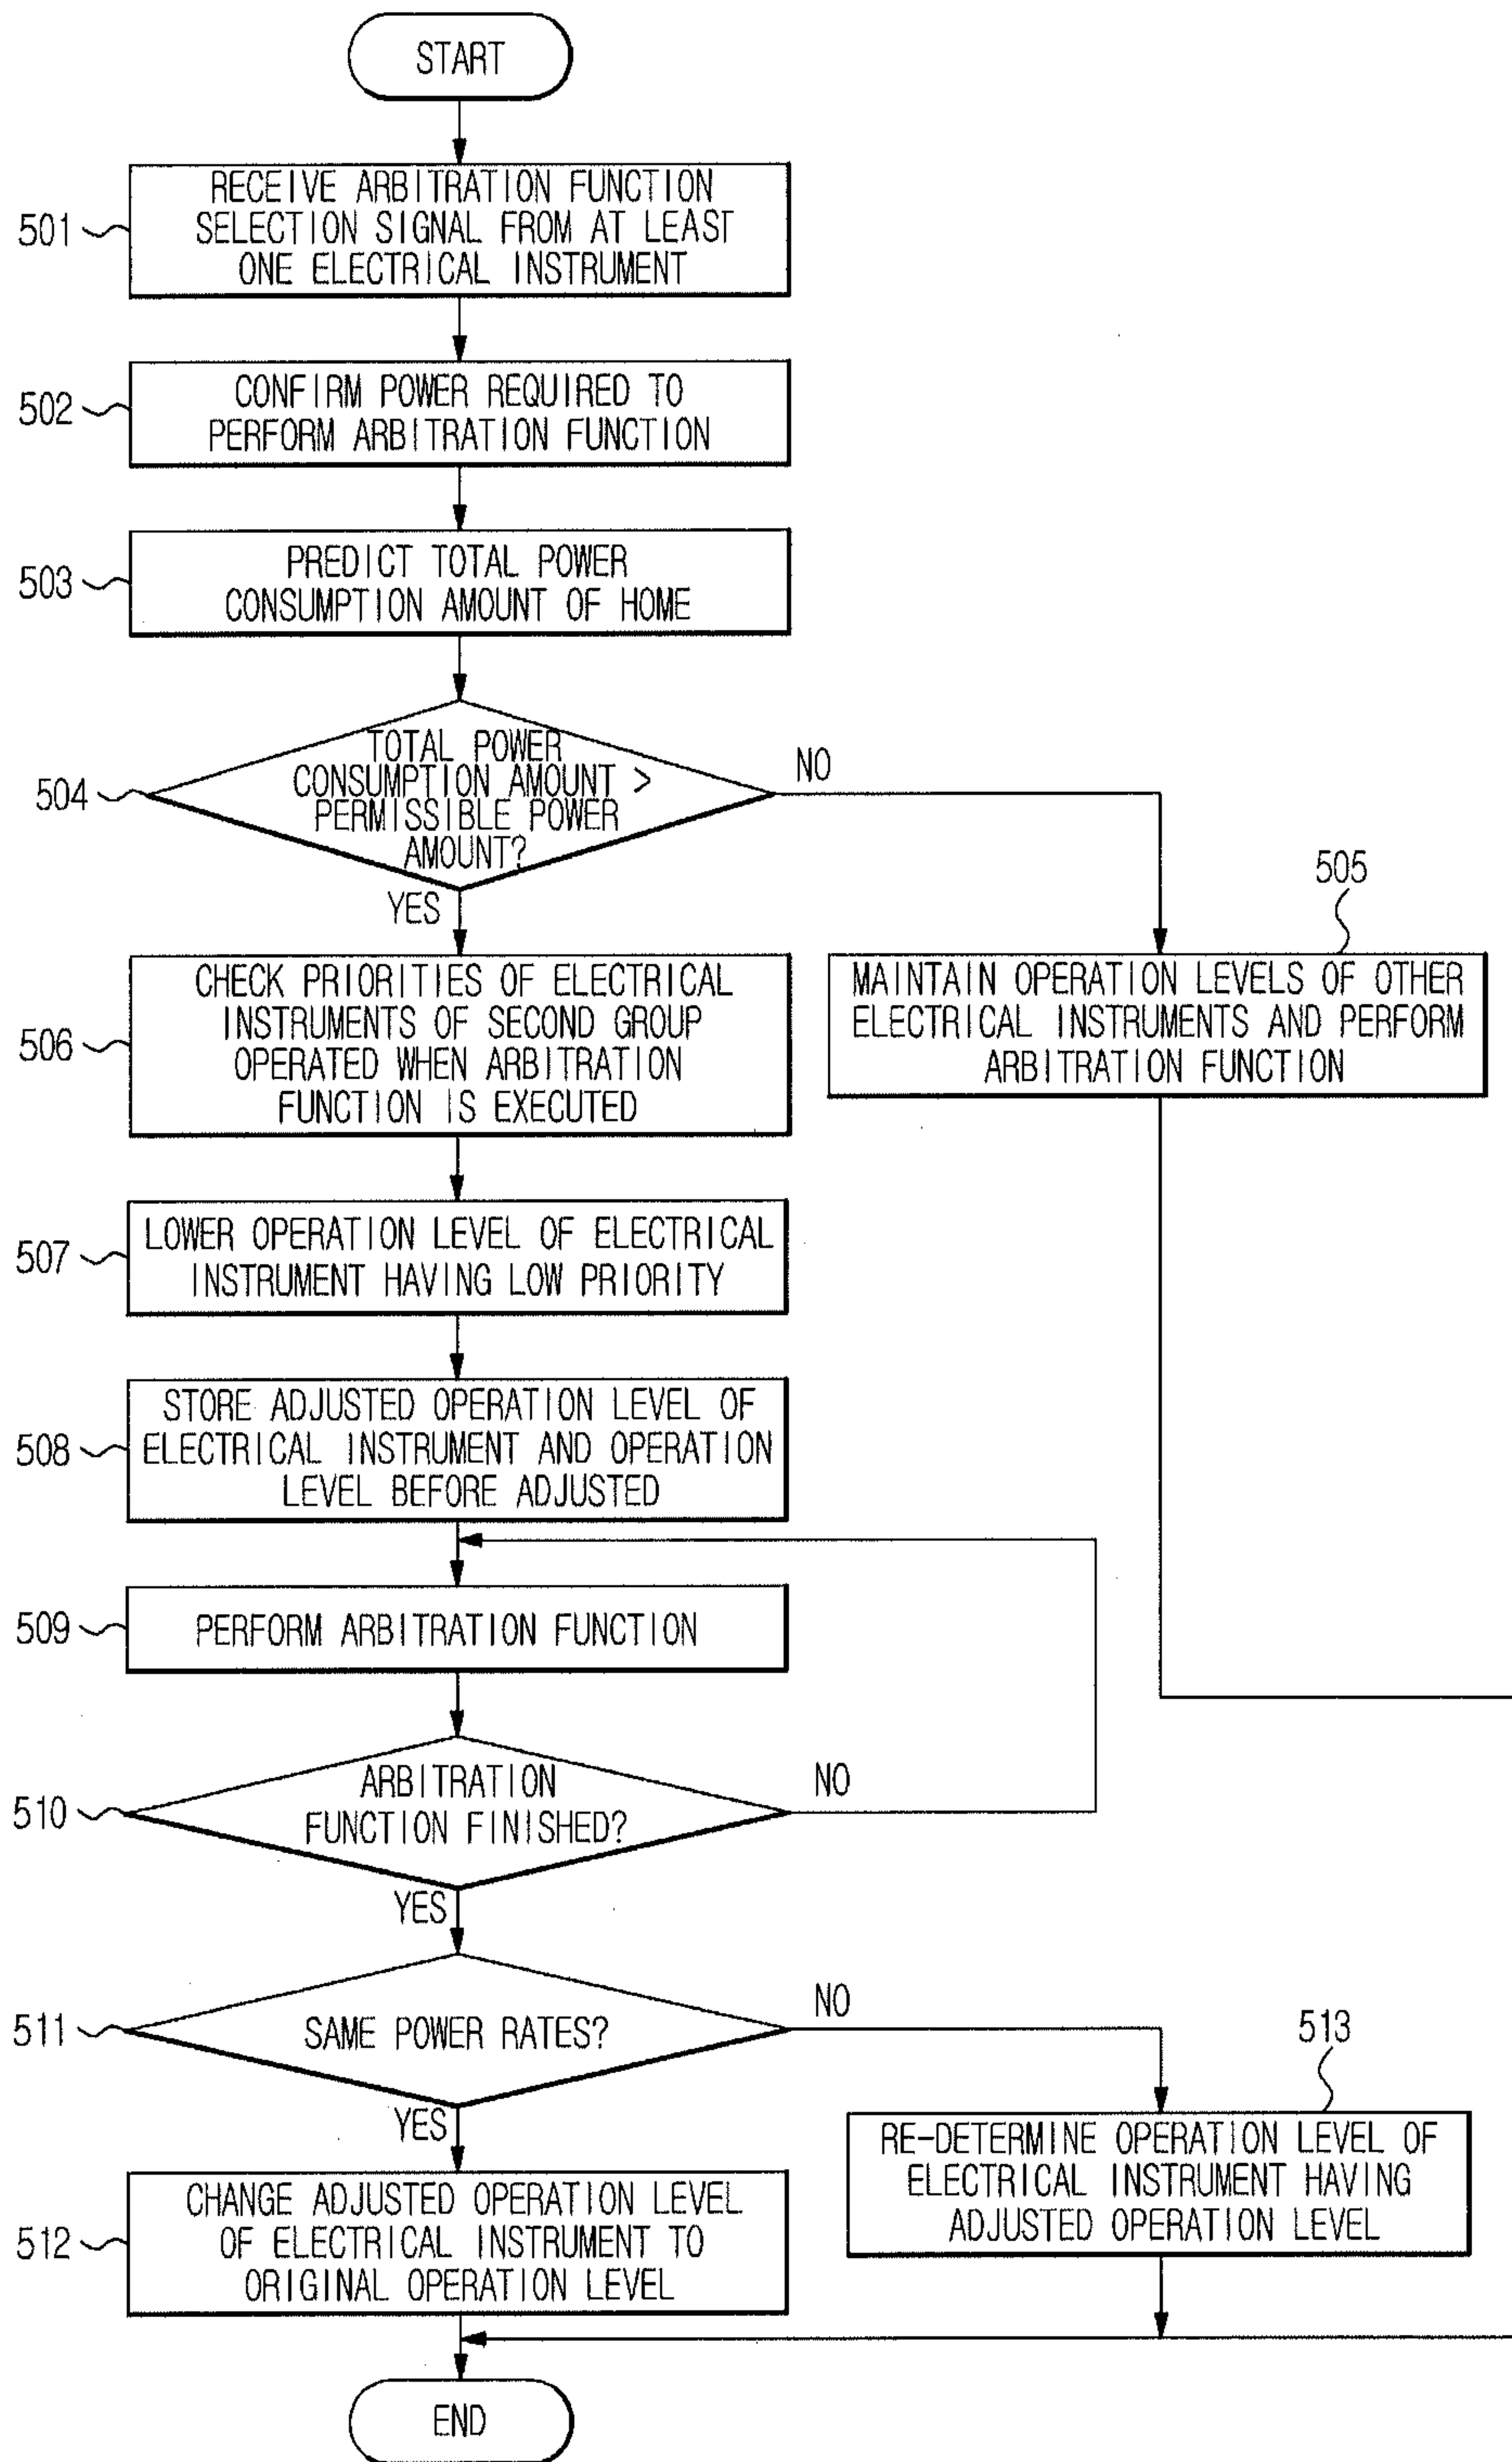 START
501
RECEIVE ARBITRATION FUNCTION
SELECTION SIGNAL FROM AT LEAST
ONE ELECTRICAL INSTRUMENT
502
CONFIRM POWER REQUIRED TO
PERFORM ARBITRATION FUNCTION
503
PREDICT TOTAL POWER
CONSUMPTION AMOUNT OF HOME
504
TOTAL POWER
CONSUMPTION AMOUNT >
PERMISSIBLE POWER
AMOUNT?
NO
YES
505
MAINTAIN OPERATION LEVELS OF OTHER
ELECTRICAL INSTRUMENTS AND PERFORM
ARBITRATION FUNCTION
506
CHECK PRIORITIES OF ELECTRICAL
INSTRUMENTS OF SECOND GROUP
OPERATED WHEN ARBITRATION
FUNCTION IS EXECUTED
507
LOWER OPERATION LEVEL OF ELECTRICAL
INSTRUMENT HAVING LOW PRIORITY
508
STORE ADJUSTED OPERATION LEVEL OF
ELECTRICAL INSTRUMENT AND OPERATION
LEVEL BEFORE ADJUSTED
509
PERFORM ARBITRATION FUNCTION
510
ARBITRATION
FUNCTION FINISHED?
NO
YES
511
SAME POWER RATES?
NO
YES
513
RE-DETERMINE OPERATION LEVEL OF
ELECTRICAL INSTRUMENT HAVING
ADJUSTED OPERATION LEVEL
512
CHANGE ADJUSTED OPERATION LEVEL
OF ELECTRICAL INSTRUMENT TO
ORIGINAL OPERATION LEVEL
END